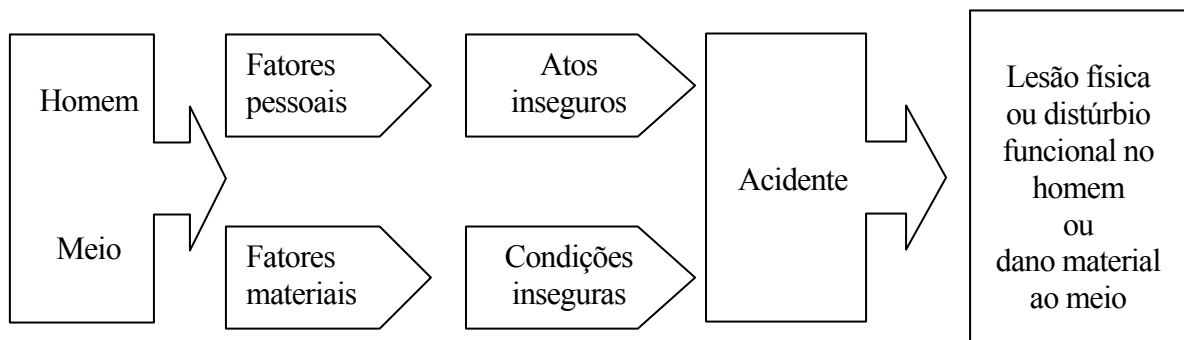 Homem
Meio
Fatores
pessoais
Atos
inseguros
Fatores
materiais
Condições
inseguras
Acidente
Lesão física
ou distúrbio
funcional no
homem
ou
dano material
ao meio